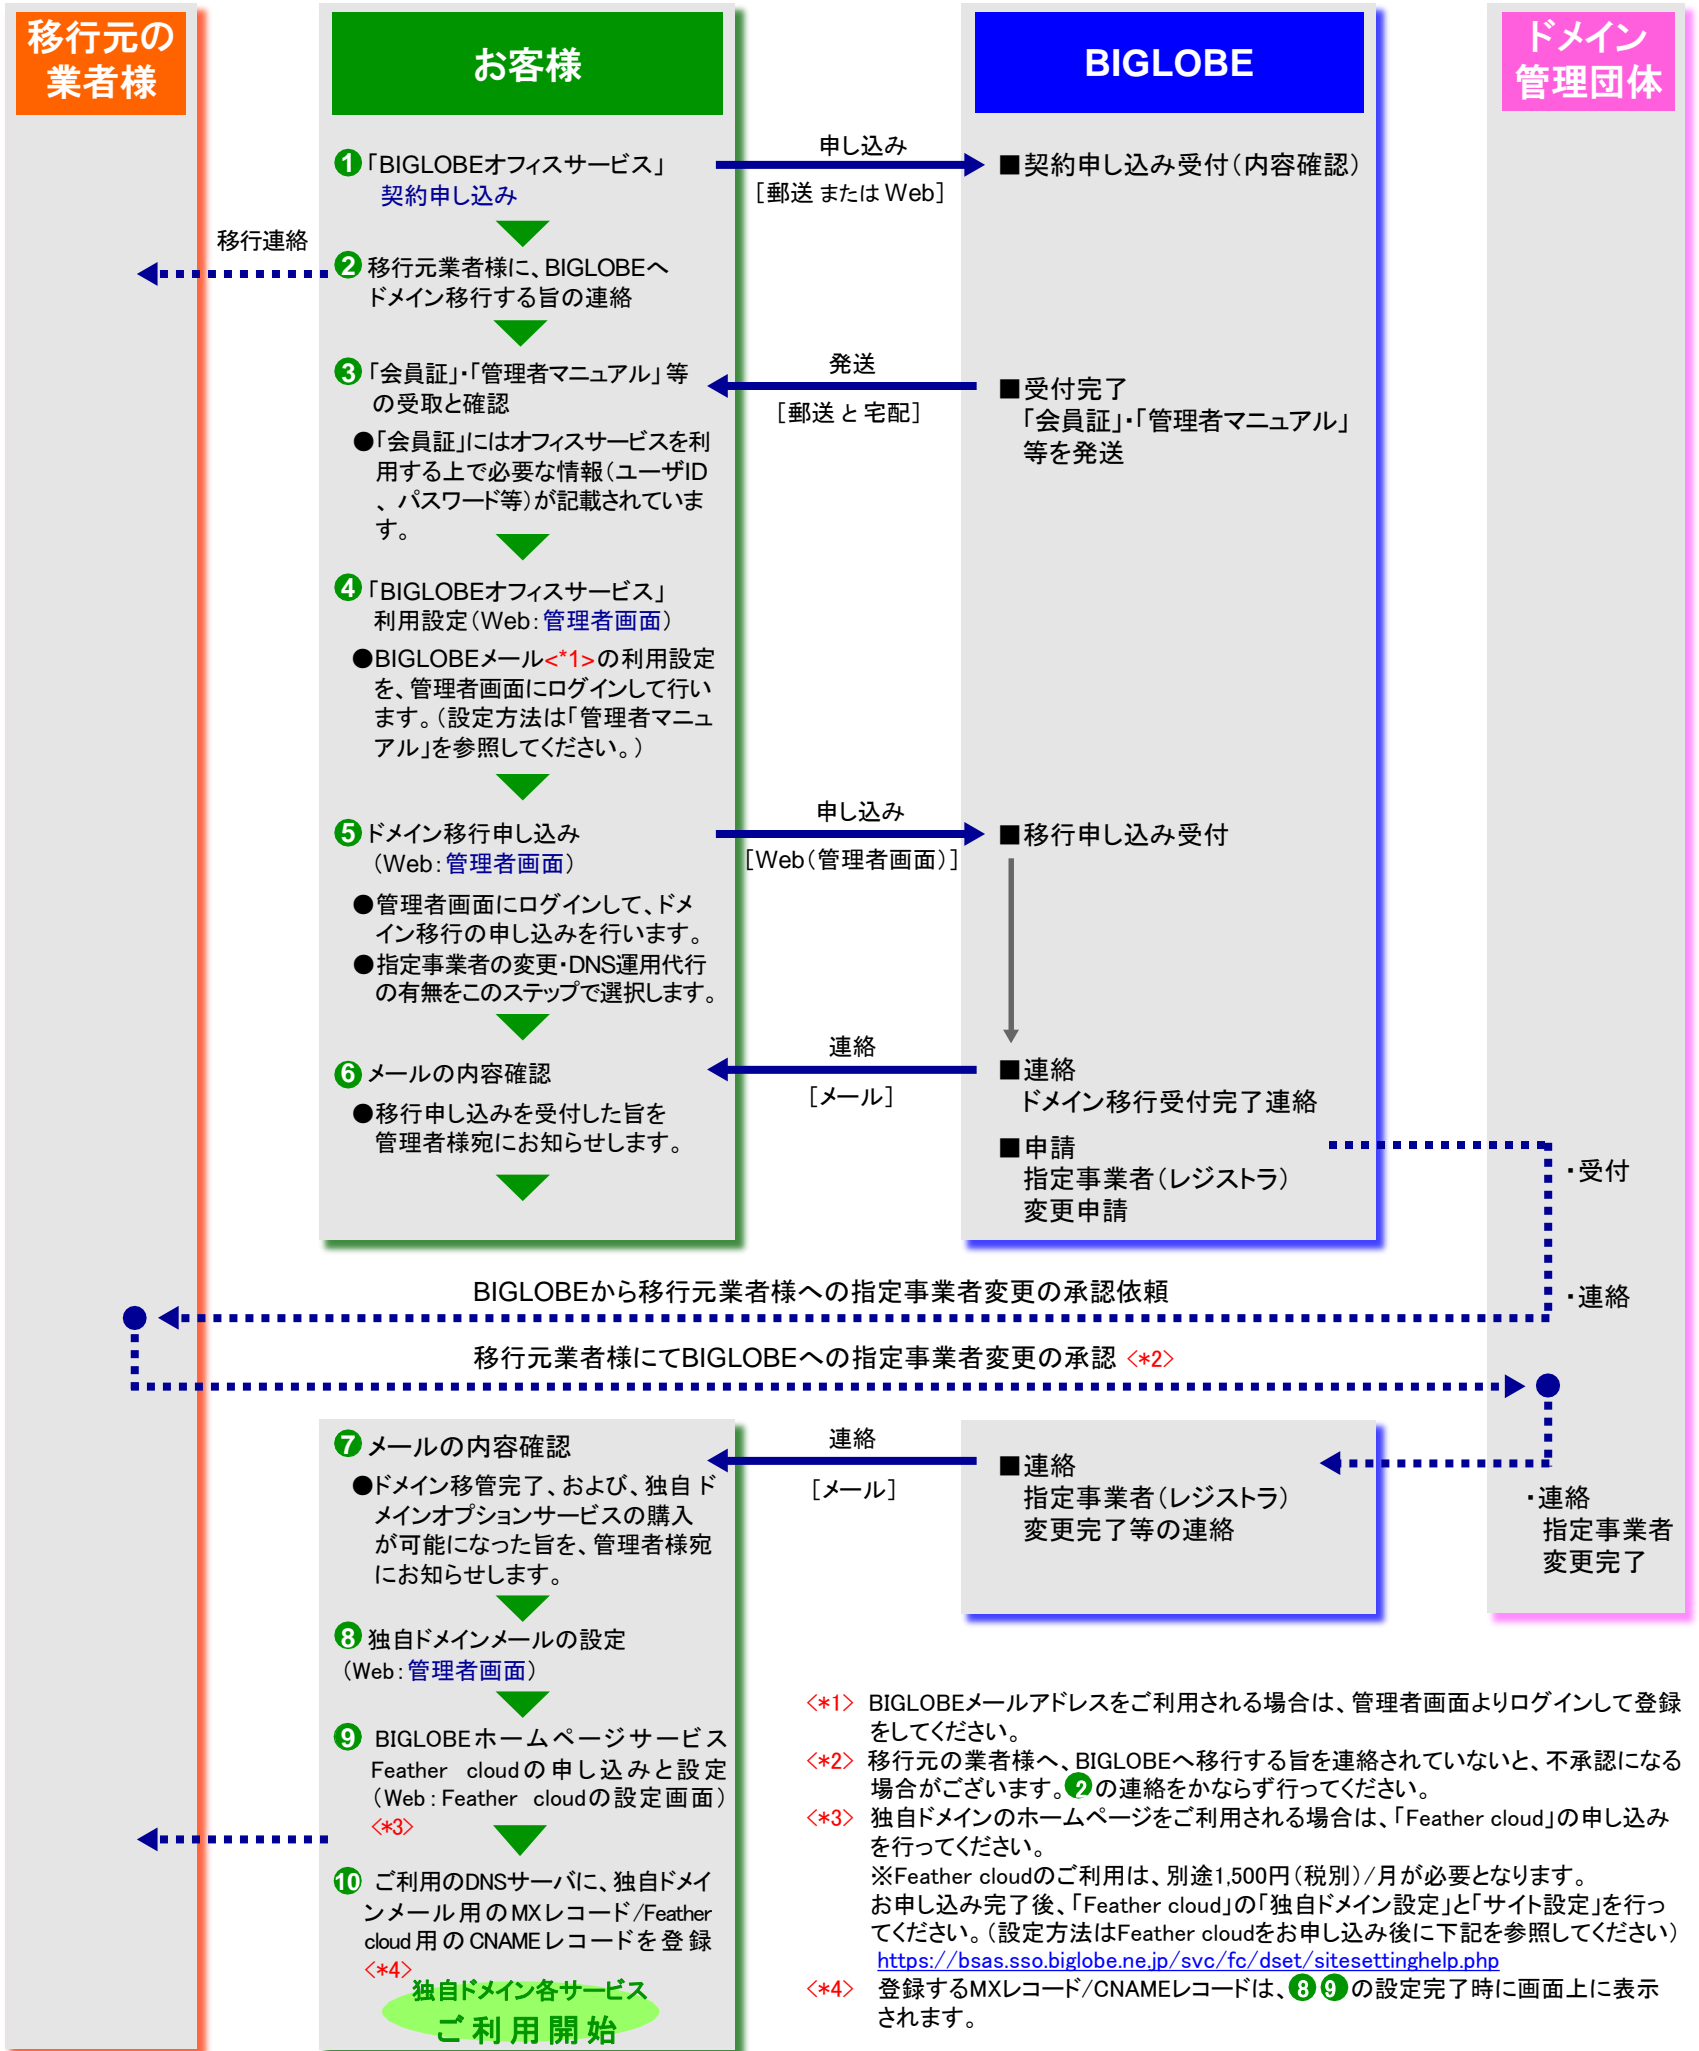 移行元の
業者様
お客様
BIGLOBE
ドメイン
管理団体
❶「BIGLOBEオフィスサービス」
契約申し込み
申し込み
[郵送 または Web]
■契約申し込み受付(内容確認)
移行連絡
❷移行元業者様に、BIGLOBEへ
ドメイン移行する旨の連絡
❸「会員証」・「管理者マニュアル」等
の受取と確認
発送
[郵送 と 宅配]
■受付完了
「会員証」・「管理者マニュアル」
等を発送
●「会員証」にはオフィスサービスを利
用する上で必要な情報(ユーザID
、パスワード等)が記載されていま
す。
❹「BIGLOBEオフィスサービス」
利用設定(Web:管理者画面)
●BIGLOBEメール<*1>の利用設定
を、管理者画面にログインして行い
ます。(設定方法は「管理者マニュ
アル」を参照してください。)
❺ドメイン移行申し込み
(Web:管理者画面)
申し込み
[Web(管理者画面)]
■移行申し込み受付
●管理者画面にログインして、ドメ
イン移行の申し込みを行います。
●指定事業者の変更・DNS運用代行
の有無をこのステップで選択します。
❻メールの内容確認
●移行申し込みを受付した旨を
管理者様宛にお知らせします。
連絡
[メール]
■連絡
ドメイン移行受付完了連絡
■申請
指定事業者(レジストラ)
変更申請
・受付
・連絡
BIGLOBEから移行元業者様への指定事業者変更の承認依頼
移行元業者様にてBIGLOBEへの指定事業者変更の承認 <*2>
❼メールの内容確認
●ドメイン移管完了、および、独自ド
メインオプションサービスの購入
が可能になった旨を、管理者様宛
にお知らせします。
連絡
[メール]
■連絡
指定事業者(レジストラ)
変更完了等の連絡
・連絡
指定事業者
変更完了
❽独自ドメインメールの設定
(Web:管理者画面)
❾ BIGLOBEホームページサービス
Feather cloudの申し込みと設定
(Web:Feather cloudの設定画面)
<*3>
❿ ご利用のDNSサーバに、独自ドメイ
ンメール用のMXレコード/Feather
cloud用のCNAMEレコードを登録
<*4>
独自ドメイン各サービス
ご利用開始
<*1> BIGLOBEメールアドレスをご利用される場合は、管理者画面よりログインして登録
をしてください。
<*2> 移行元の業者様へ、BIGLOBEへ移行する旨を連絡されていないと、不承認になる
場合がございます。❷の連絡をかならず行ってください。
<*3> 独自ドメインのホームページをご利用される場合は、「Feather cloud」の申し込み
を行ってください。
※Feather cloudのご利用は、別途1,500円(税別)/月が必要となります。
お申し込み完了後、「Feather cloud」の「独自ドメイン設定」と「サイト設定」を行っ
てください。(設定方法はFeather cloudをお申し込み後に下記を参照してください)
https://bsas.sso.biglobe.ne.jp/svc/fc/dset/sitesettinghelp.php
<*4> 登録するMXレコード/CNAMEレコードは、❽❾の設定完了時に画面上に表示
されます。